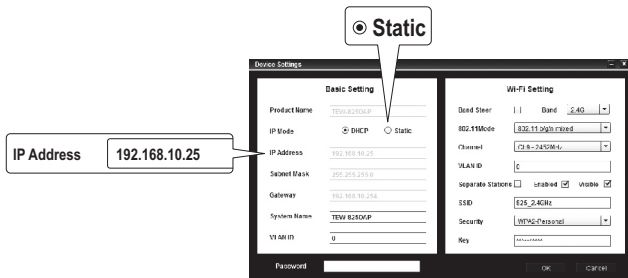 Static
Device Settings
Basic Setting
Product Name TEW-825DAP
IP Mode DHCP Static
IP Address 192.168.10.25
Subnet Mask 255.255.255.0
Gateway 192.168.10.254
System Name TEW-825DAP
VLAN ID 0
IP Address 192.168.10.25
Wi-Fi Setting
Band Steer Band 2.4G
802.11Mode 802.11 b/g/n mixed
Channel CH9 - 2452MHz
VLAN ID 0
Separate Stations Enabled Visible
SSID 825_2.4GHz
Security WPA2-Personal
Key
Password
OK Cancel